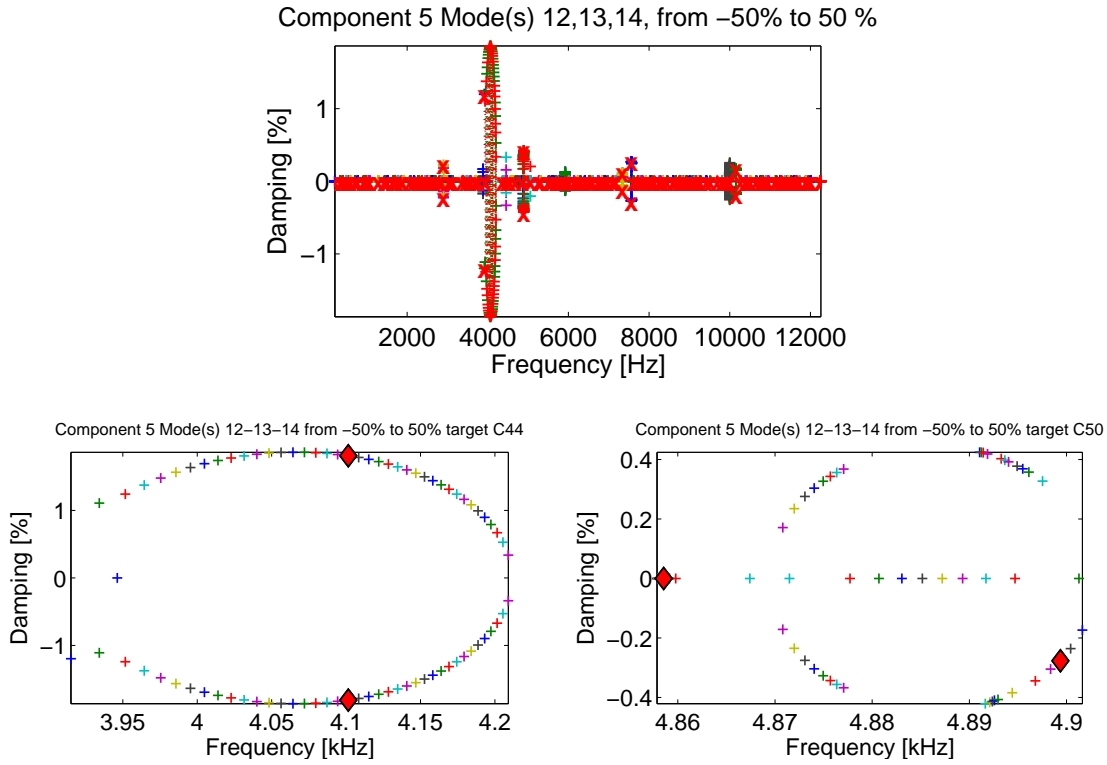 Component 5 Mode(s) 12,13,14, from −50% to 50 %
Damping [%]
1
0
−1
2000 4000 6000 8000 10000 12000
Frequency [Hz]
Component 5 Mode(s) 12−13−14 from −50% to 50% target C44
Damping [%]
1
0
−1
3.95 4 4.05 4.1 4.15 4.2
Frequency [kHz]
Component 5 Mode(s) 12−13−14 from −50% to 50% target C50
Damping [%]
0.4
0.2
0
−0.2
−0.4
4.86 4.87 4.88 4.89 4.9
Frequency [kHz]